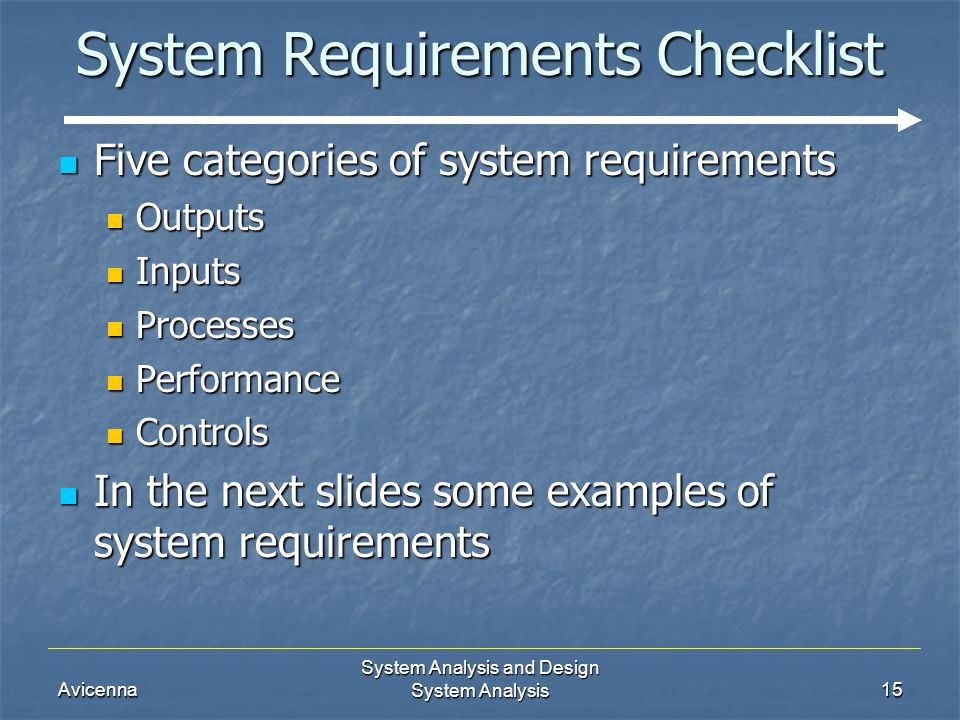 System Requirements Checklist
Five categories of system requirements
Outputs
Inputs
Processes
Performance
Controls
In the next slides some examples of
system requirements
Avicenna
System Analysis and Design
System Analysis
15